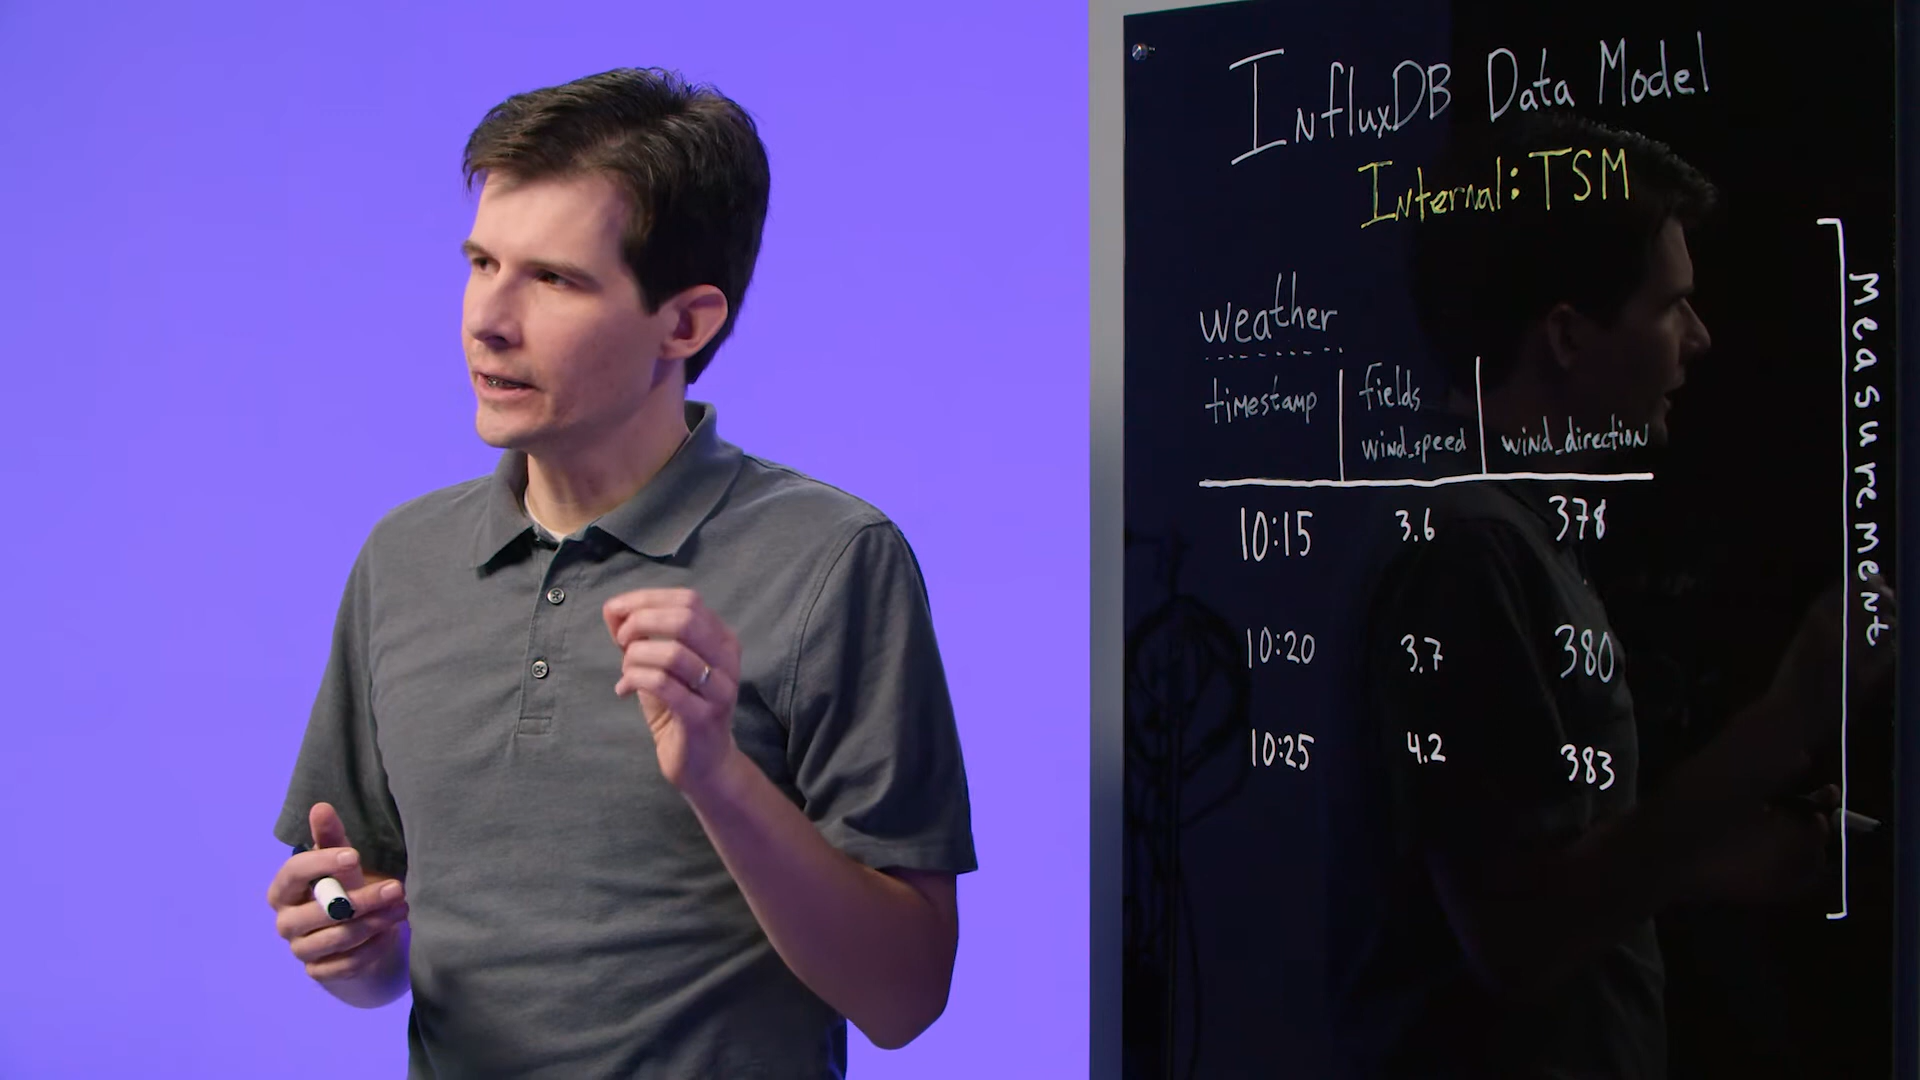 InfluxDB Data Model
Internal: TSM
weather
timestamp fields
wind_speed wind_direction
10:15 3.6 378
10:20 3.7 380
10:25 4.2 383
Measurement